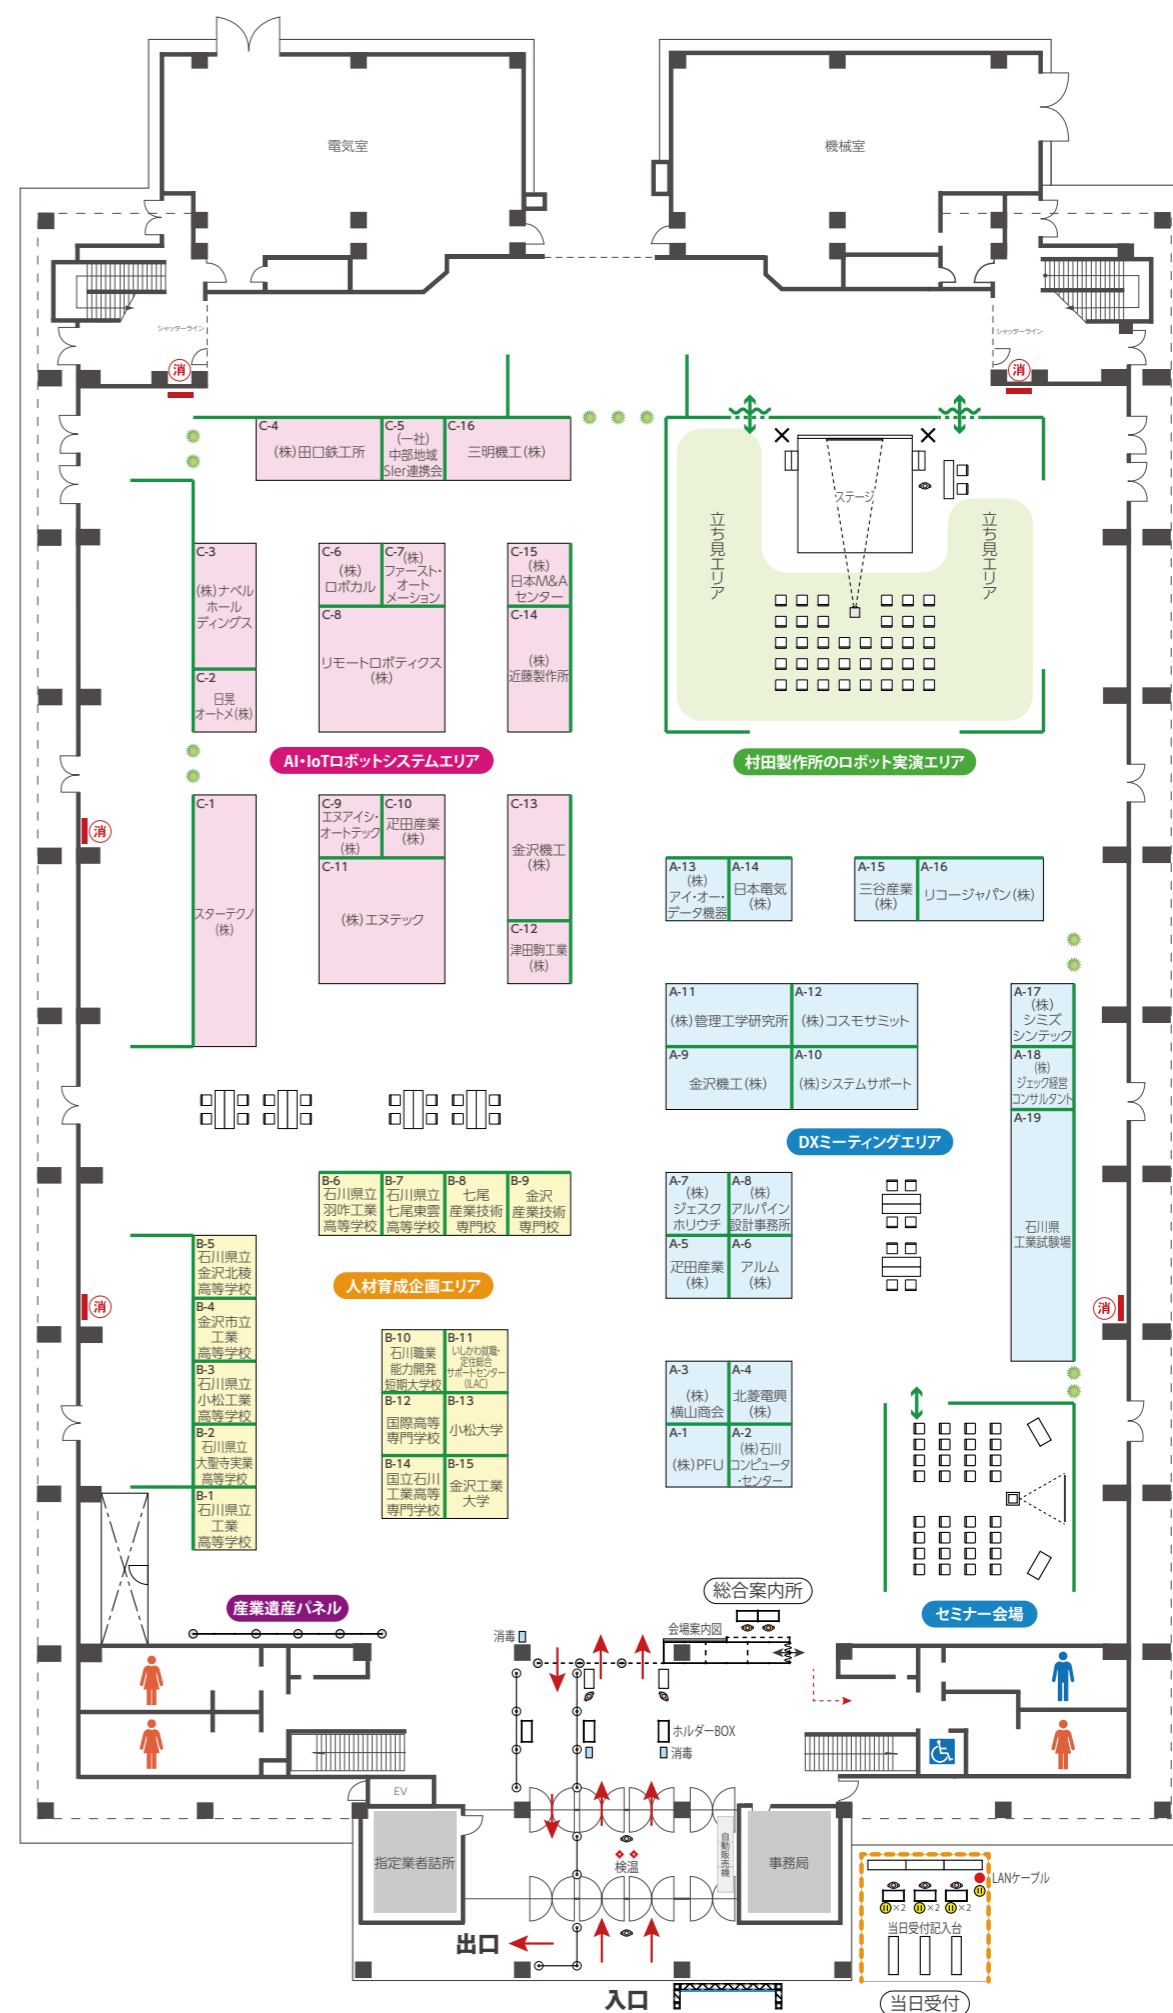 電気室
機械室
シャッターライン
シャッターライン
消
消
C-4
(株)田口鉄工所
C-5
(一社)
中部地域
SIer連携会
C-16
三明機工(株)
ステージ
立ち見エリア
立ち見エリア
C-3
(株)ナベル
ホール
ディングス
C-6
(株)
ロボカル
C-7
(株)
ファースト・
オート
メーション
C-15
(株)
日本M&A
センター
C-8
リモートロボティクス
(株)
C-14
(株)
近藤製作所
C-2
日晃
オートメ(株)
AI・IoTロボットシステムエリア
村田製作所のロボット実演エリア
C-1
スターテクノ
(株)
C-9
エヌアイシ・
オートテック
(株)
C-10
疋田産業
(株)
C-13
金沢機工
(株)
消
C-11
(株)エヌテック
C-12
津田駒工業
(株)
A-13
(株)
アイ・オー・
データ機器
A-14
日本電気
(株)
A-15
三谷産業
(株)
A-16
リコージャパン(株)
A-11
(株)管理工学研究所
A-12
(株)コスモサミット
A-17
(株)
シミズ
シンテック
A-9
金沢機工(株)
A-10
(株)システムサポート
A-18
(株)
ジェック経営
コンサルタント
A-19
石川県
工業試験場
DXミーティングエリア
B-6
石川県立
羽咋工業
高等学校
B-7
石川県立
七尾東雲
高等学校
B-8
七尾
産業技術
専門校
B-9
金沢
産業技術
専門校
A-7
(株)
ジェスク
ホリウチ
A-8
(株)
アルパイン
設計事務所
B-5
石川県立
金沢北稜
高等学校
A-5
疋田産業
(株)
A-6
アルム
(株)
人材育成企画エリア
消
消
B-4
金沢市立
工業
高等学校
B-10
石川職業
能力開発
短期大学校
B-11
いしかわ就職・
定住総合
サポートセンター
(ILAC)
B-3
石川県立
小松工業
高等学校
A-3
(株)
横山商会
A-4
北菱電興
(株)
B-12
国際高等
専門学校
B-13
小松大学
B-2
石川県立
大聖寺実業
高等学校
A-1
(株)PFU
A-2
(株)石川
コンピュータ
・センター
B-14
国立石川
工業高等
専門学校
B-15
金沢工業
大学
B-1
石川県立
工業
高等学校
産業遺産パネル
総合案内所
セミナー会場
消毒
会場案内図
ホルダーBOX
消毒
EV
指定業者詰所
検温
自動販売機
事務局
LANケーブル
×2
×2
×2
当日受付記入台
出口
入口
当日受付